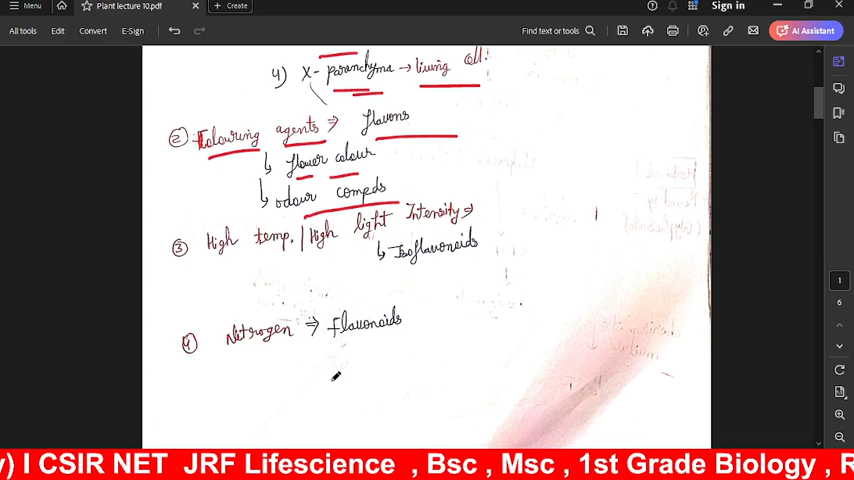 Menu
Plant lecture 10.pdf
Create
Sign in
All tools Edit Convert E-Sign
Find text or tools
AI Assistant
4) X- parenchyma → living cell!
② Colouring agents ⇒ flavons
↳ flower colour
↳ odour compds
③ High temp. / High light Intensity ⇒
↳ Isoflavonoids
④ Netrogen ⇒ Flavonoids
1
6
y) I CSIR NET JRF Lifescience , Bsc , Msc , 1st Grade Biology , R